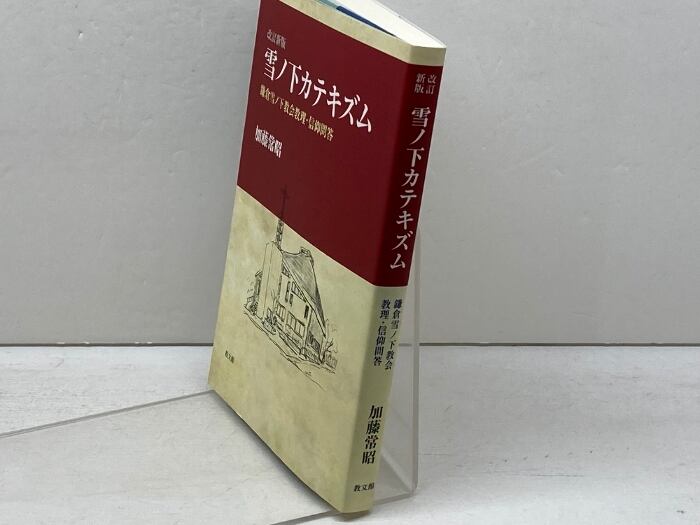 改訂新版
雪ノ下カテキズム
鎌倉雪ノ下教会教理・信仰問答
加藤常昭
教文館
改訂
新版
雪ノ下カテキズム
鎌倉雪ノ下教会
教理・信仰問答
加藤常昭
教文館